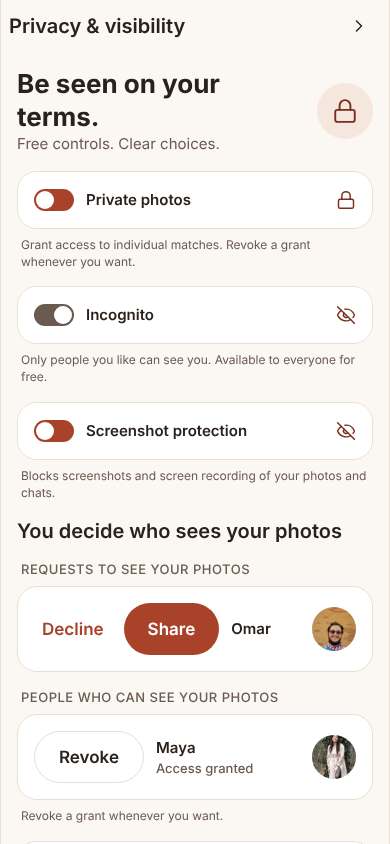 Privacy & visibility
Be seen on your
terms.
Free controls. Clear choices.
Private photos
Grant access to individual matches. Revoke a grant
whenever you want.
Incognito
Only people you like can see you. Available to everyone for
free.
Screenshot protection
Blocks screenshots and screen recording of your photos and
chats.
You decide who sees your photos
REQUESTS TO SEE YOUR PHOTOS
Decline Share Omar
PEOPLE WHO CAN SEE YOUR PHOTOS
Revoke Maya
Access granted
Revoke a grant whenever you want.